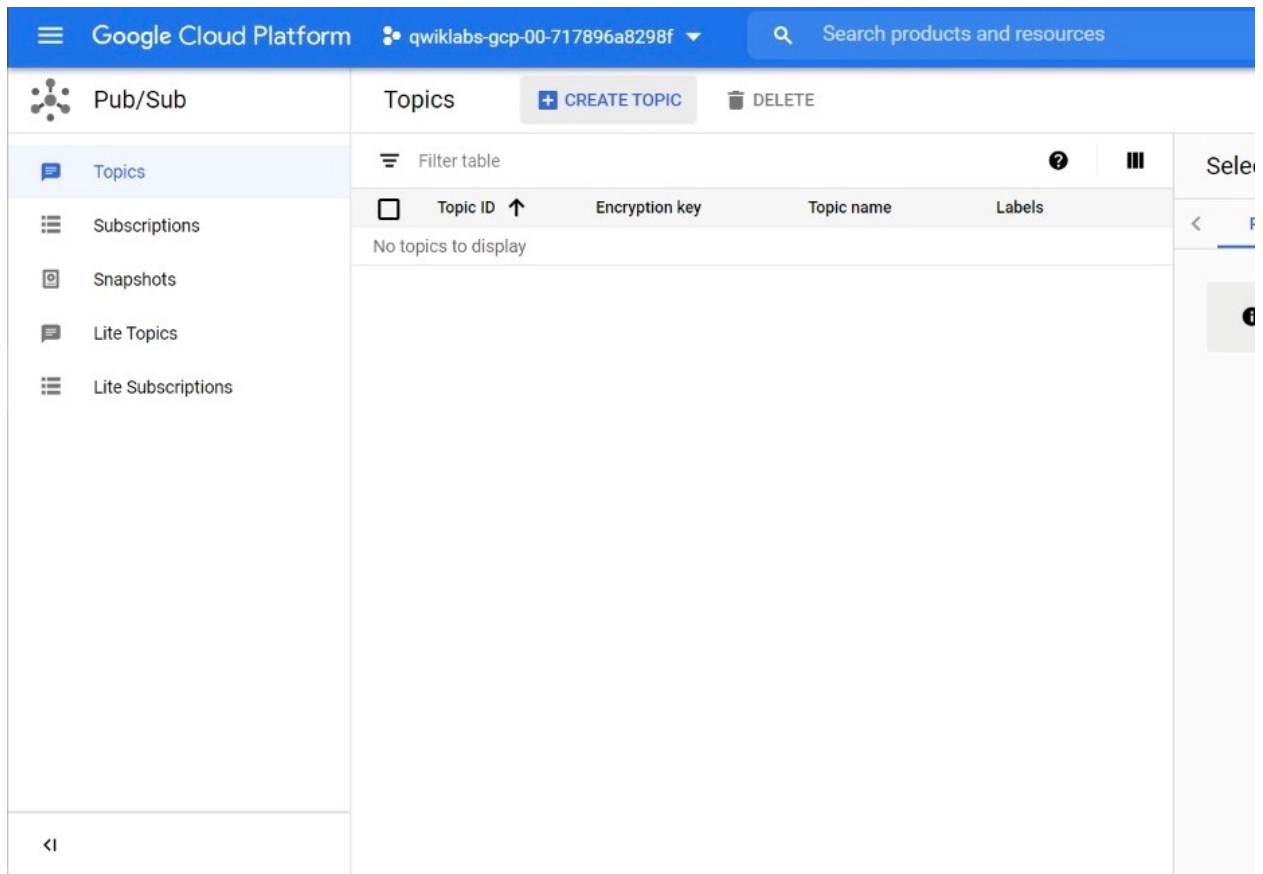 Google Cloud Platform qwiklabs-gcp-00-717896a8298f Search products and resources
Pub/Sub
Topics CREATE TOPIC DELETE
Topics
Subscriptions
Snapshots
Lite Topics
Lite Subscriptions
Filter table
Topic ID Encryption key Topic name Labels
No topics to display